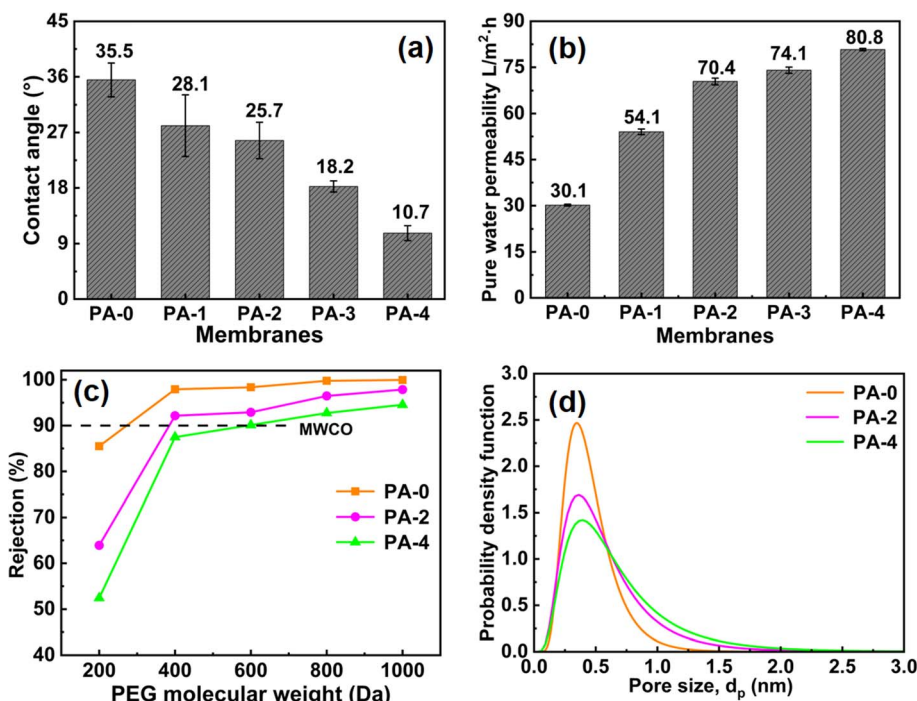 (a)
Contact angle (°)
45
36
27
18
9
0
35.5
28.1
25.7
18.2
10.7
PA-0 PA-1 PA-2 PA-3 PA-4
Membranes
(b)
Pure water permeability L/m²·h
90
75
60
45
30
15
0
30.1
54.1
70.4
74.1
80.8
PA-0 PA-1 PA-2 PA-3 PA-4
Membranes
(c)
Rejection (%)
100
90
80
70
60
50
40
MWCO
PA-0
PA-2
PA-4
200 400 600 800 1000
PEG molecular weight (Da)
(d)
Probability density function
3.0
2.5
2.0
1.5
1.0
0.5
0.0
PA-0
PA-2
PA-4
0.0 0.5 1.0 1.5 2.0 2.5 3.0
Pore size, dp (nm)